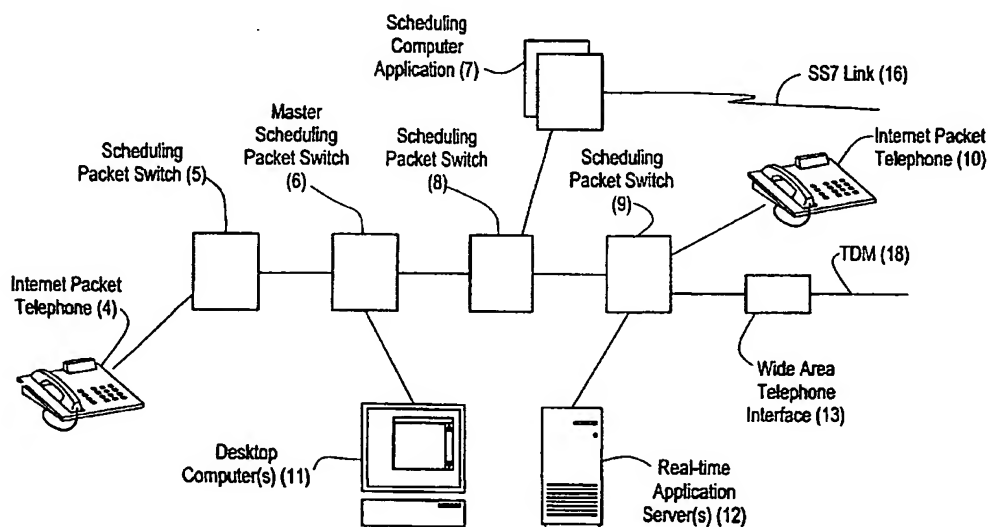 Scheduling
Computer
Application (7)
SS7 Link (16)
Master
Scheduling
Packet Switch
(6)
Scheduling
Packet Switch (5)
Scheduling
Packet Switch
(8)
Scheduling
Packet Switch
(9)
Internet Packet
Telephone (10)
Internet Packet
Telephone (4)
TDM (18)
Wide Area
Telephone
Interface (13)
Desktop
Computer(s) (11)
Real-time
Application
Server(s) (12)